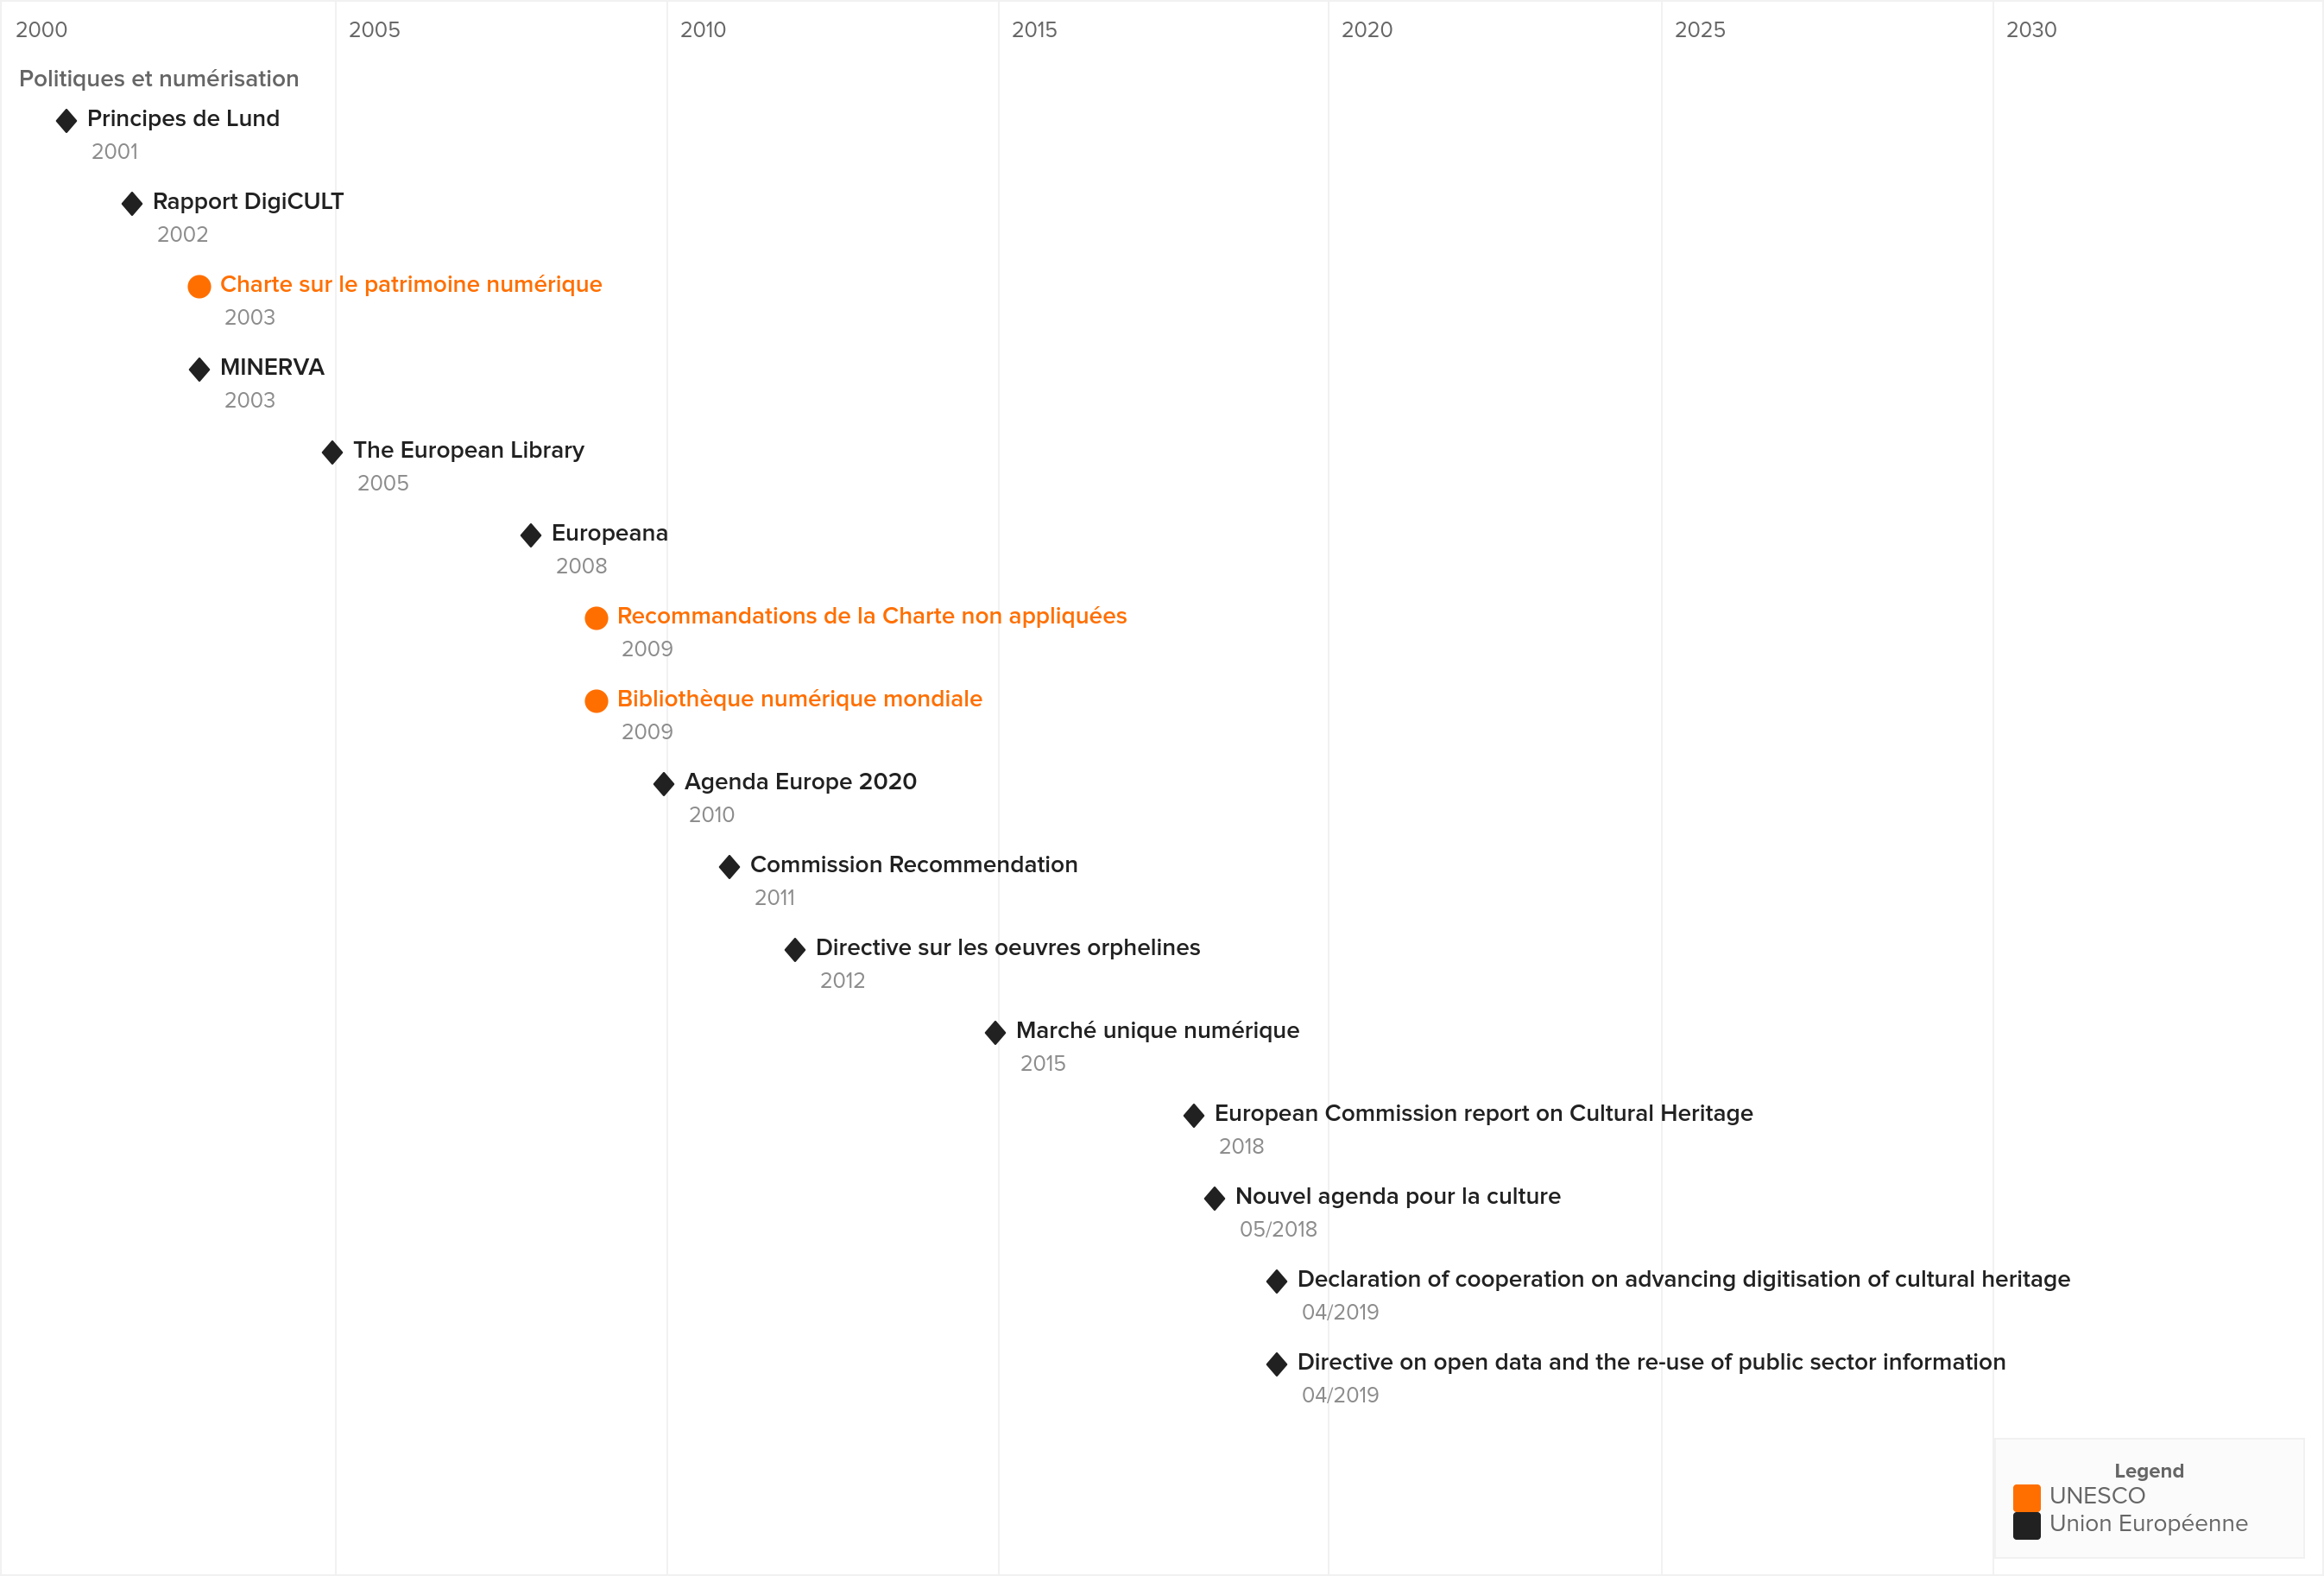 2000 2005 2010 2015 2020 2025 2030
Politiques et numérisation
Principes de Lund
2001
Rapport DigiCULT
2002
Charte sur le patrimoine numérique
2003
MINERVA
2003
The European Library
2005
Europeana
2008
Recommandations de la Charte non appliquées
2009
Bibliothèque numérique mondiale
2009
Agenda Europe 2020
2010
Commission Recommendation
2011
Directive sur les oeuvres orphelines
2012
Marché unique numérique
2015
European Commission report on Cultural Heritage
2018
Nouvel agenda pour la culture
05/2018
Declaration of cooperation on advancing digitisation of cultural heritage
04/2019
Directive on open data and the re-use of public sector information
04/2019
Legend
UNESCO
Union Européenne